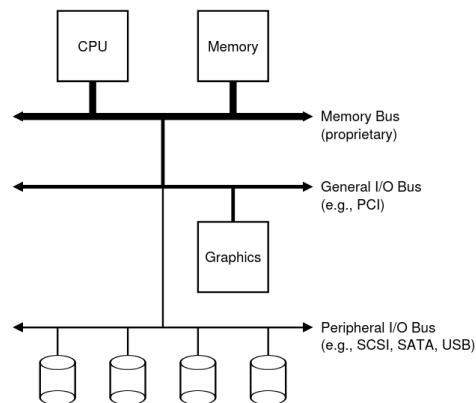 CPU
Memory
Memory Bus
(proprietary)
General I/O Bus
(e.g., PCI)
Graphics
Peripheral I/O Bus
(e.g., SCSI, SATA, USB)